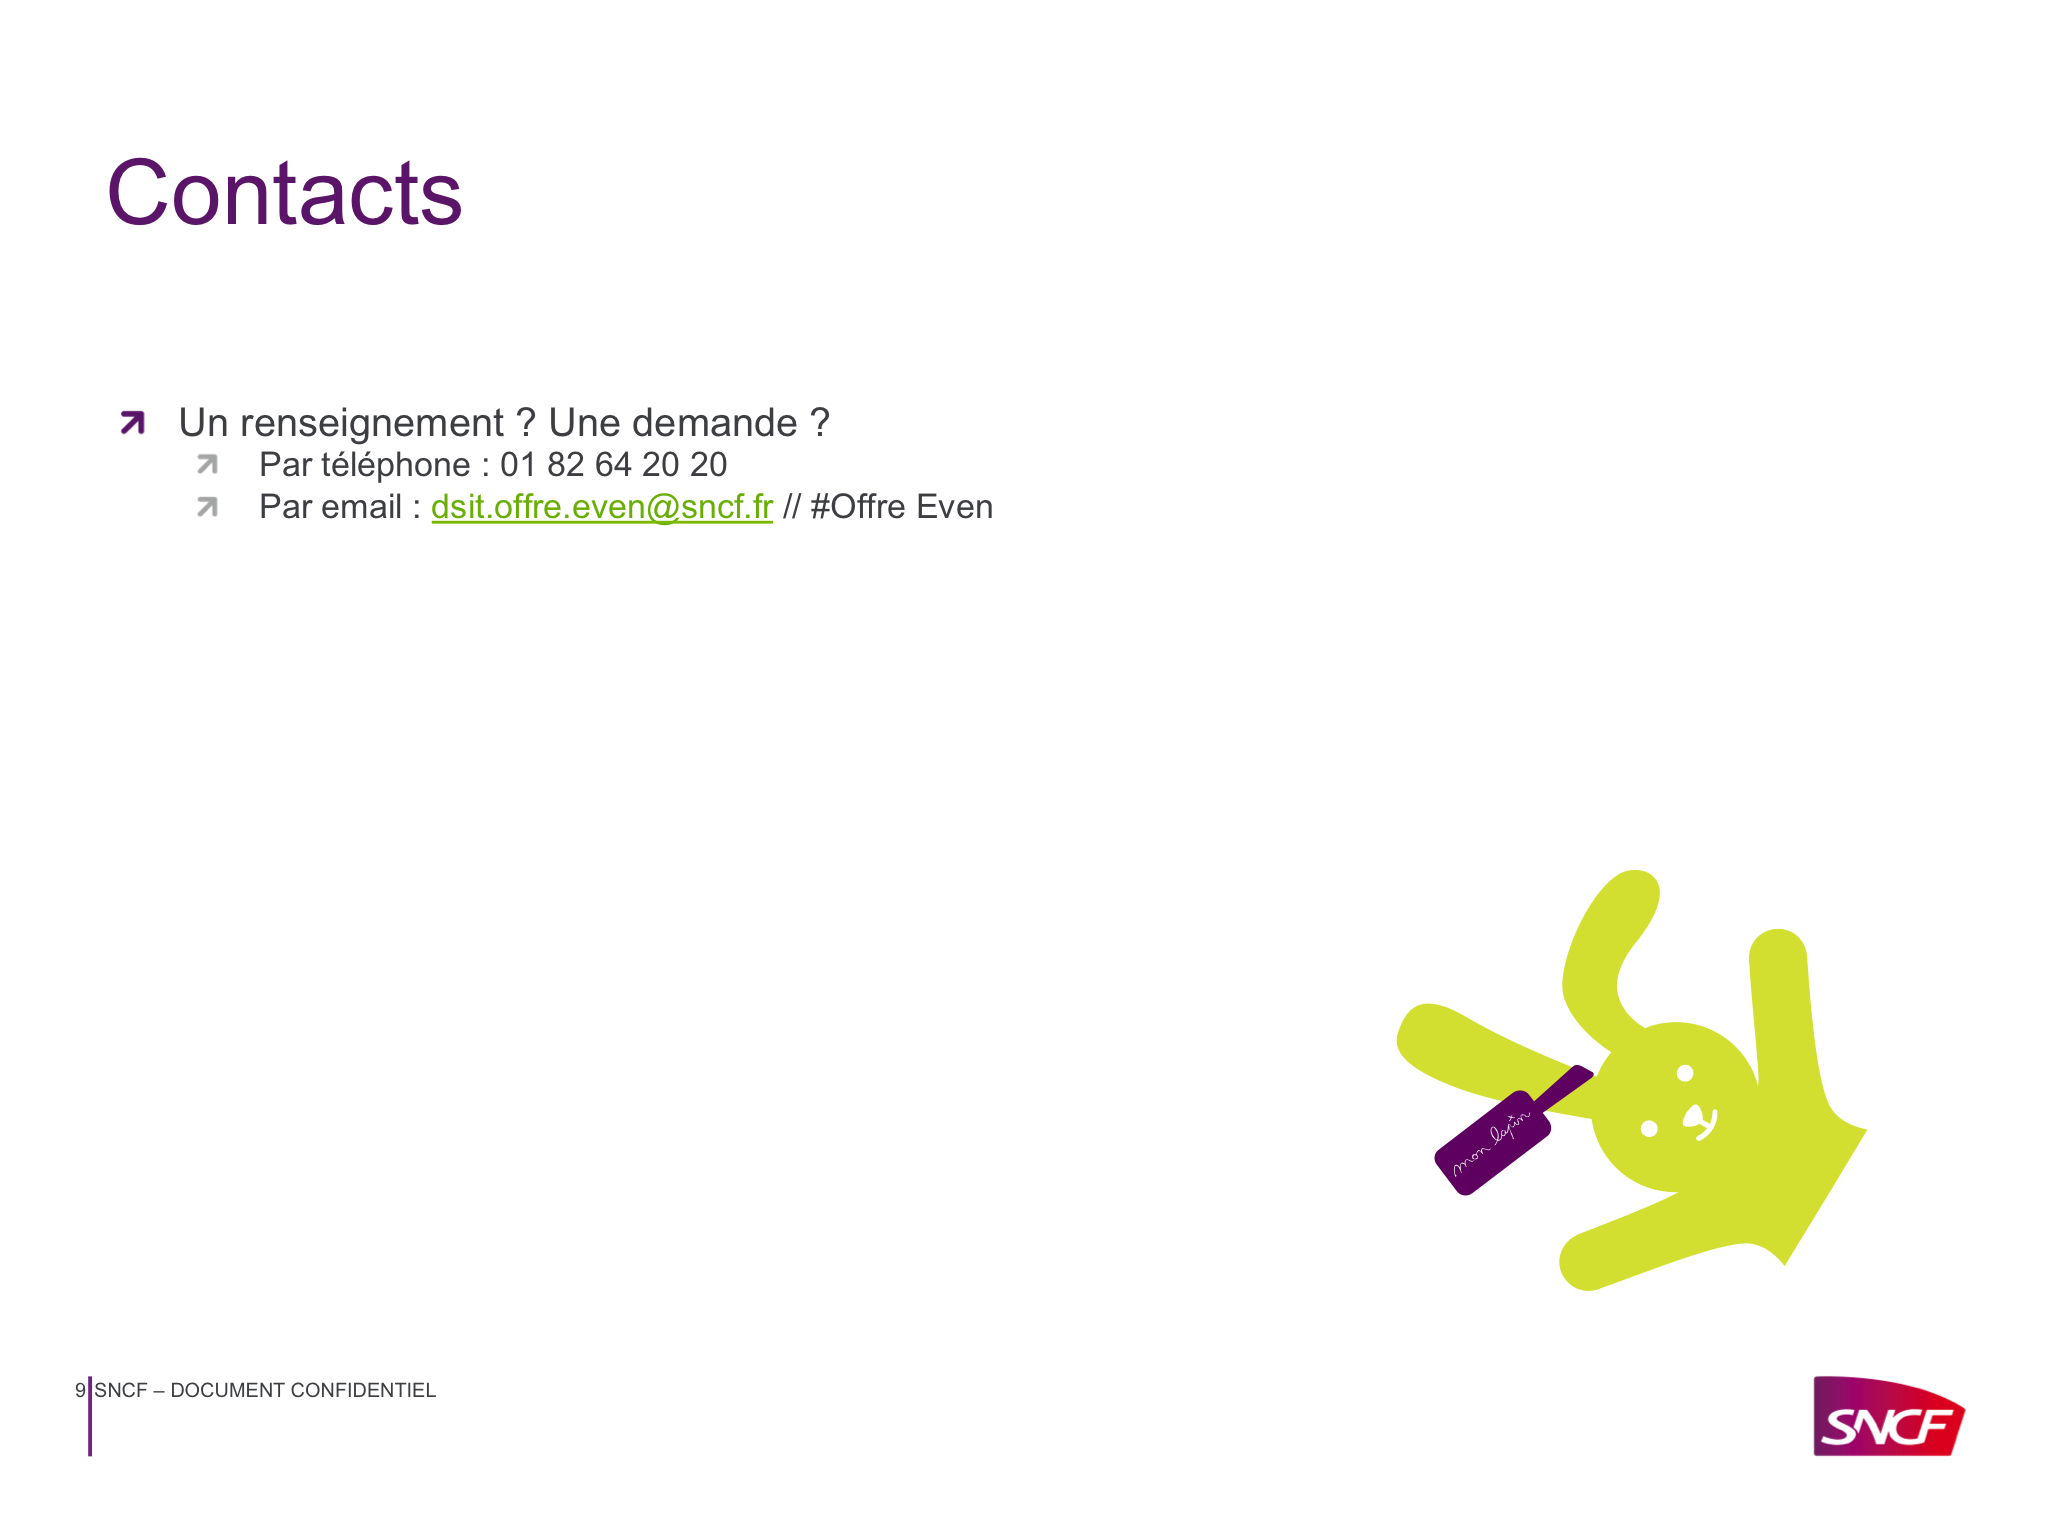 Contacts
Un renseignement ? Une demande ?
Par téléphone : 01 82 64 20 20
Par email : dsit.offre.even@sncf.fr // #Offre Even
mon lapin
9 SNCF – DOCUMENT CONFIDENTIEL
SNCF